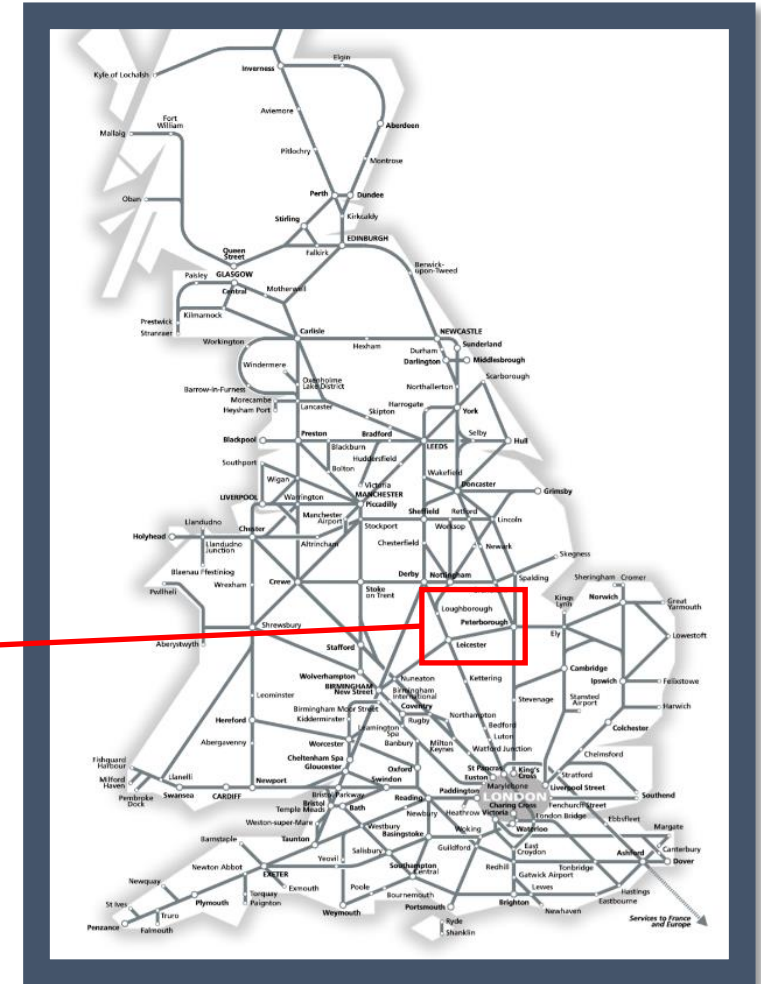 Elgin
Inverness
Kyle of Lochalsh
Aviemore
Fort
William
Mallaig
Aberdeen
Pitlochry
Montrose
Perth
Dundee
Oban
Stirling
Kirkcaldy
EDINBURGH
Queen
Street
Falkirk
Berwick-
upon-Tweed
Paisley
GLASGOW
Central
Motherwell
Kilmarnock
Prestwick
Stranraer
Carlisle
NEWCASTLE
Workington
Hexham
Durham
Sunderland
Darlington
Middlesbrough
Windermere
Scarborough
Oxenholme
Lake District
Barrow-in-Furness
Northallerton
Morecambe
Heysham Port
Lancaster
Harrogate
Skipton
York
Blackpool
Preston
Bradford
Selby
Hull
Blackburn
LEEDS
Southport
Huddersfield
Bolton
Wakefield
Wigan
Victoria
Doncaster
LIVERPOOL
Warrington
MANCHESTER
Piccadilly
Grimsby
Manchester
Airport
Sheffield
Retford
Lincoln
Llandudno
Chester
Stockport
Worksop
Holyhead
Llandudno
Junction
Altrincham
Chesterfield
Newark
Skegness
Blaenau Ffestiniog
Derby
Nottingham
Spalding
Sheringham
Cromer
Pwllheli
Wrexham
Crewe
Stoke
on Trent
Loughborough
Kings
Lynn
Norwich
Great
Yarmouth
Shrewsbury
Peterborough
Ely
Lowestoft
Aberystwyth
Stafford
Leicester
Wolverhampton
Cambridge
BIRMINGHAM
New Street
Nuneaton
Kettering
Ipswich
Felixstowe
Birmingham
International
Leominster
Stevenage
Stansted
Airport
Harwich
Birmingham Moor Street
Coventry
Hereford
Kidderminster
Rugby
Northampton
Colchester
Leamington
Spa
Bedford
Abergavenny
Worcester
Banbury
Milton
Keynes
Luton
Watford Junction
Chelmsford
Cheltenham Spa
Gloucester
Oxford
St Pancras
Euston
King's
Cross
Stratford
Fishguard
Harbour
Llanelli
Newport
Swindon
Paddington
Marylebone
Liverpool Street
Milford
Haven
Swansea
CARDIFF
Bristol Parkway
Reading
LONDON
Southend
Pembroke
Dock
Bristol
Temple Meads
Bath
Newbury
Heathrow
Victoria
Charing Cross
Fenchurch Street
London Bridge
Ebbsfleet
Weston-super-Mare
Westbury
Basingstoke
Woking
Waterloo
Margate
Barnstaple
Taunton
Salisbury
Guildford
East
Croydon
Canterbury
Newton Abbot
Yeovil
Southampton
Central
Redhill
Gatwick Airport
Tonbridge
Ashford
Dover
EXETER
Newquay
Exmouth
Poole
Lewes
Hastings
Torquay
Paignton
Bournemouth
Eastbourne
St Ives
Plymouth
Weymouth
Portsmouth
Brighton
Newhaven
Truro
Ryde
Services to France
and Europe
Penzance
Falmouth
Shanklin